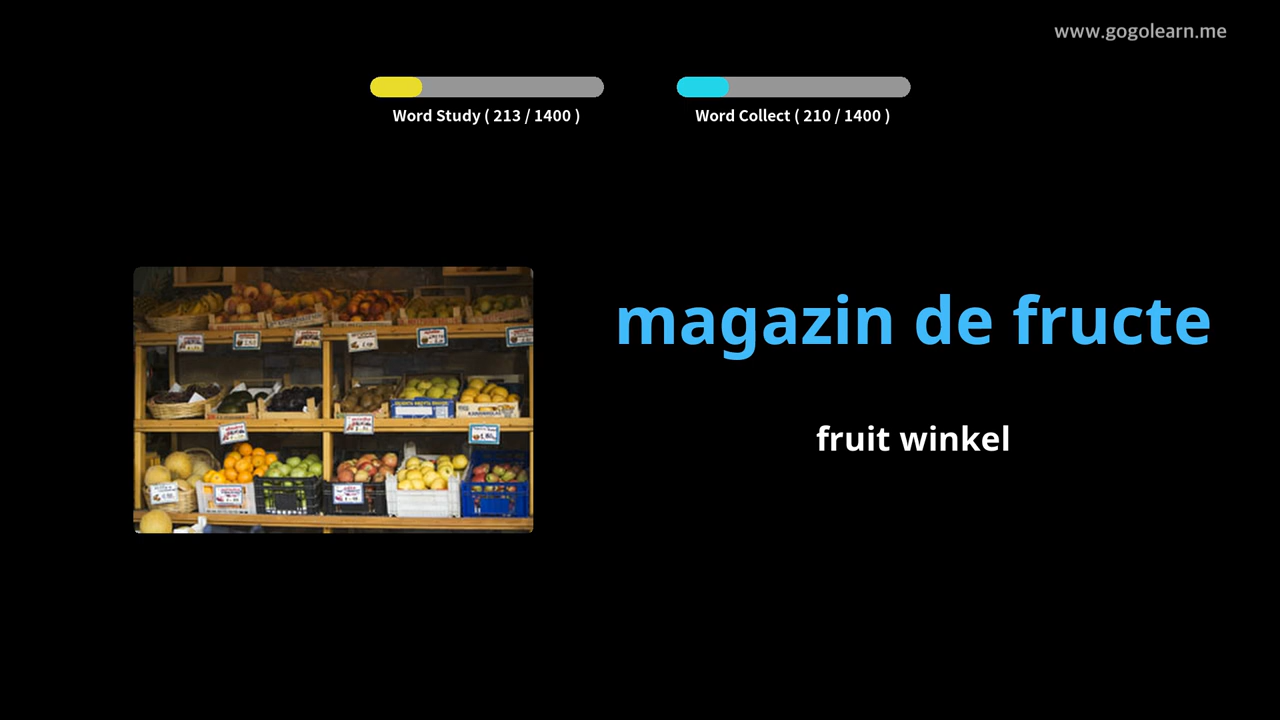 www.gogolearn.me
Word Study ( 213 / 1400 )
Word Collect ( 210 / 1400 )
magazin de fructe
fruit winkel